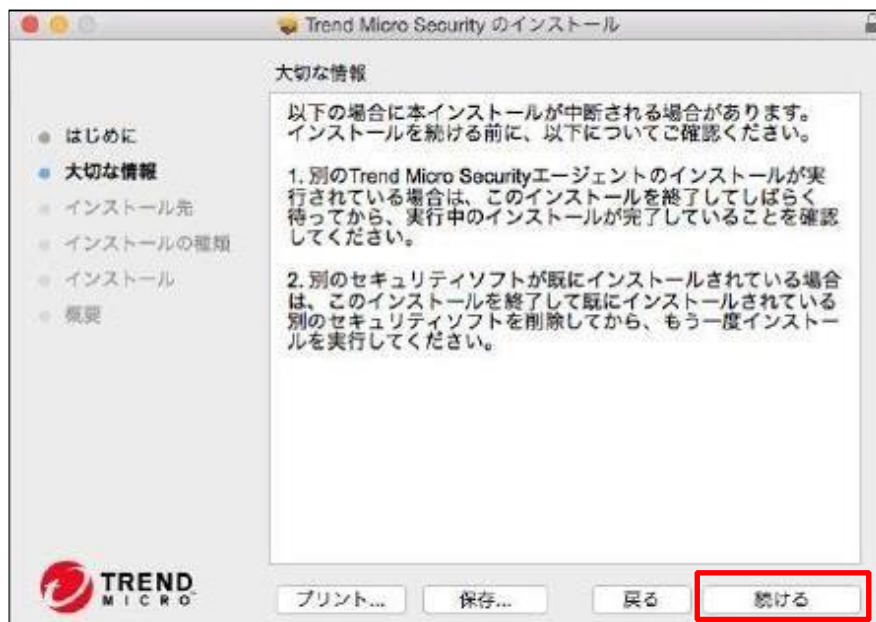 Trend Micro Security のインストール
大切な情報
はじめに
大切な情報
インストール先
インストールの種類
インストール
概要
以下の場合に本インストールが中断される場合があります。
インストールを続ける前に、以下についてご確認ください。
1. 別のTrend Micro Securityエージェントのインストールが実
行されている場合は、このインストールを終了してしばらく
待ってから、実行中のインストールが完了していることを確認
してください。
2. 別のセキュリティソフトが既にインストールされている場合
は、このインストールを終了して既にインストールされている
別のセキュリティソフトを削除してから、もう一度インストー
ルを実行してください。
TREND
MICRO
プリント... 保存... 戻る 続ける